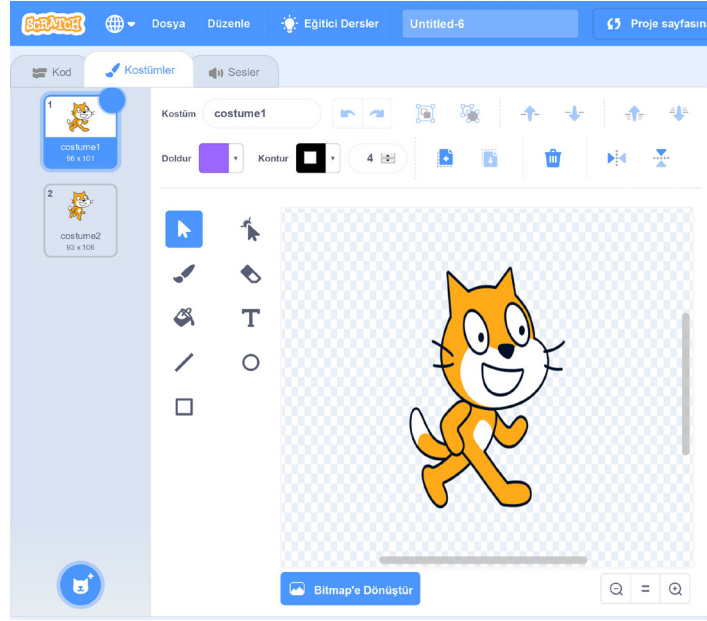 SCRATCH Dosya Düzenle Eğitici Dersler Untitled-6 Proje sayfasın
Kod Kostümler Sesler
1
costume1
96 x 101
2
costume2
93 x 106
Kostüm costume1
Doldur Kontur 4
T
Bitmap'e Dönüştür